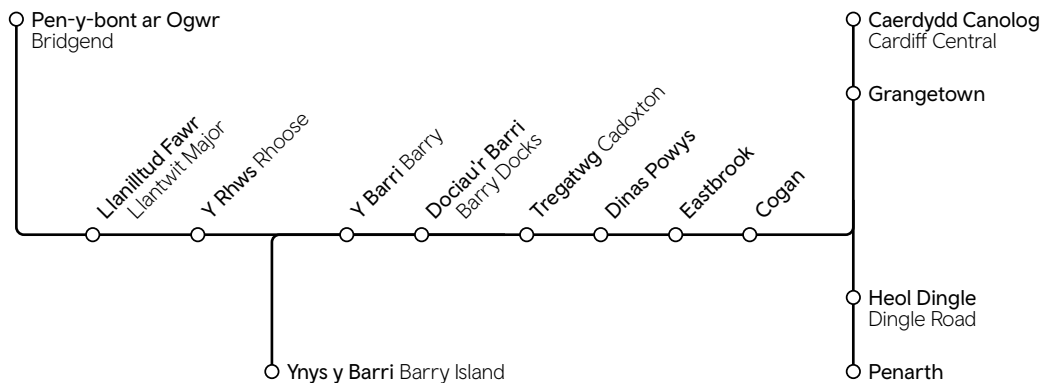 Pen-y-bont ar Ogwr
Bridgend
Caerdydd Canolog
Cardiff Central
Grangetown
Llanilltud Fawr
Llantwit Major
Y Rhws Rhoose
Y Barri Barry
Dociau'r Barri
Barry Docks
Tregatwg Cadoxton
Dinas Powys
Eastbrook
Cogan
Heol Dingle
Dingle Road
Ynys y Barri Barry Island
Penarth